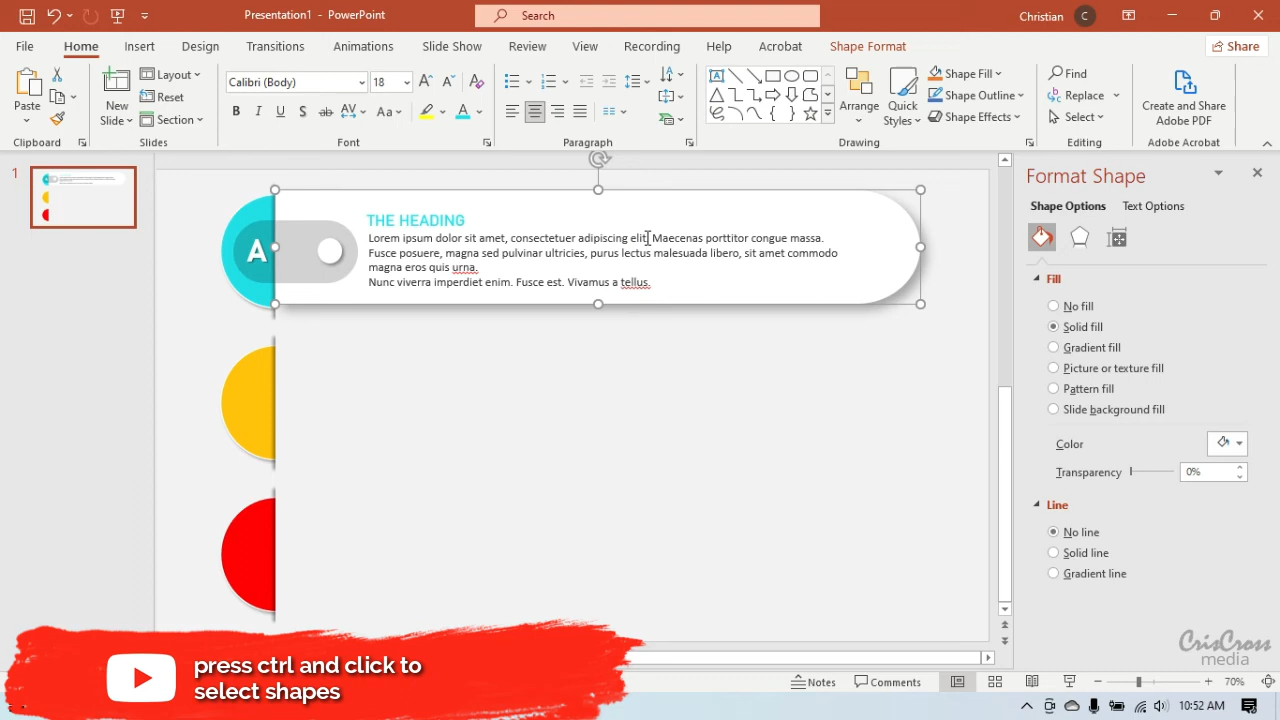 Presentation1 - PowerPoint
Search
Christian
C
File
Home
Insert
Design
Transitions
Animations
Slide Show
Review
View
Recording
Help
Acrobat
Shape Format
Share
Paste
New
Slide
Layout
Reset
Section
Calibri (Body)
18
B I U S ab AV
Aa
A
Arrange
Quick
Styles
Shape Fill
Shape Outline
Shape Effects
Find
Replace
Select
Create and Share
Adobe PDF
Clipboard
Slides
Font
Paragraph
Drawing
Editing
Adobe Acrobat
1
A
THE HEADING
Lorem ipsum dolor sit amet, consectetuer adipiscing elit. Maecenas porttitor congue massa.
Fusce posuere, magna sed pulvinar ultricies, purus lectus malesuada libero, sit amet commodo
magna eros quis urna.
Nunc viverra imperdiet enim. Fusce est. Vivamus a tellus.
Format Shape
Shape Options
Text Options
Fill
No fill
Solid fill
Gradient fill
Picture or texture fill
Pattern fill
Slide background fill
Color
Transparency
0%
Line
No line
Solid line
Gradient line
CrisCross
media
press ctrl and click to
select shapes
Notes
Comments
70%
10:52 AM